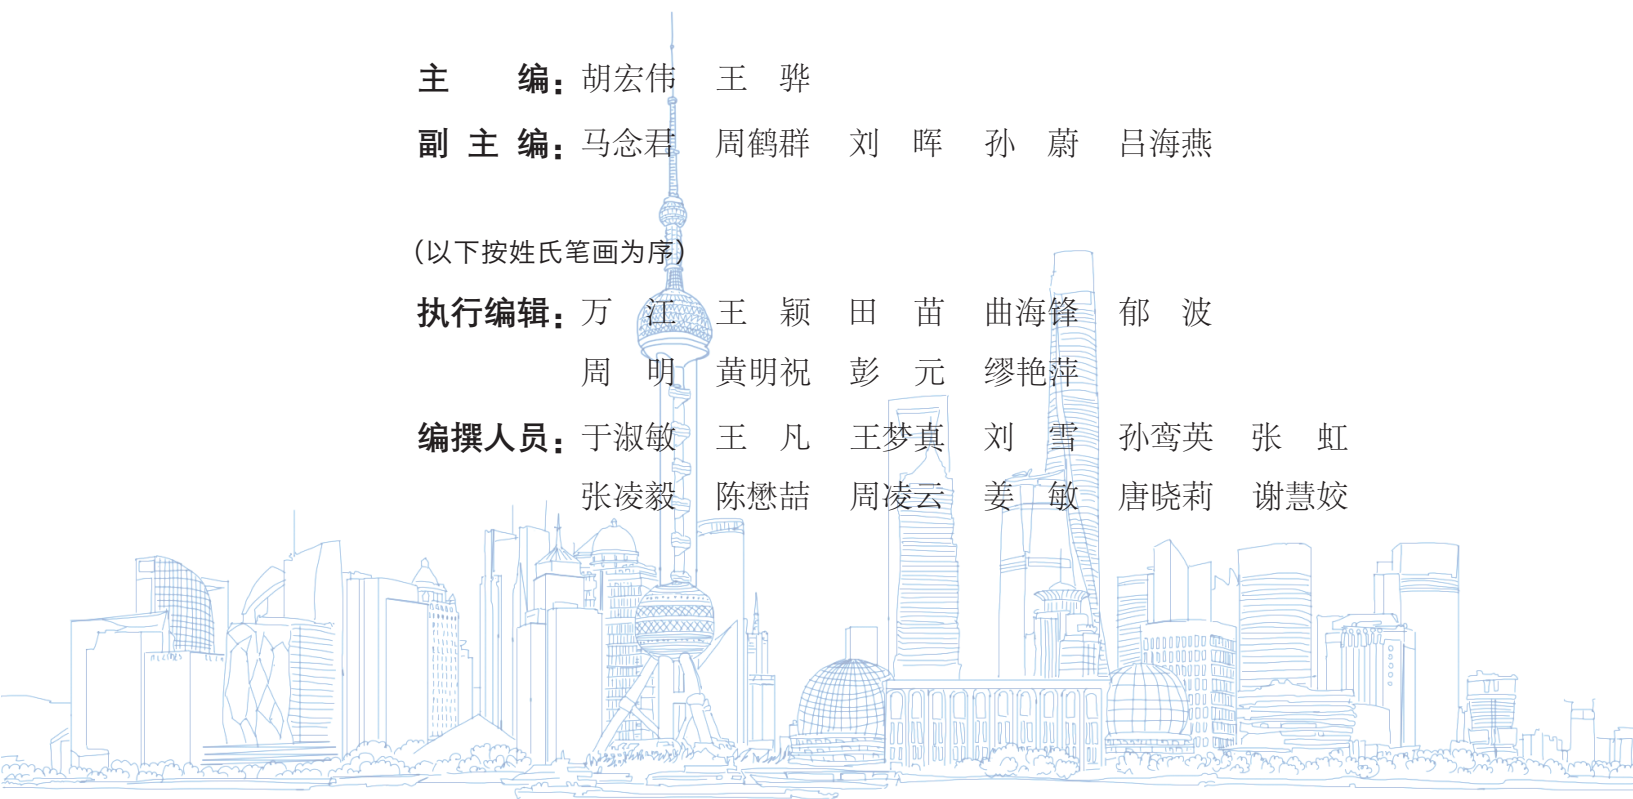 主　　编：胡宏伟　王　骅
副 主 编：马念君　周鹤群　刘　晖　孙　蔚　吕海燕
（以下按姓氏笔画为序）
执行编辑：万　江　王　颖　田　苗　曲海锋　郁　波
周　明　黄明祝　彭　元　缪艳萍
编撰人员：于淑敏　王　凡　王梦真　刘　雪　孙鸾英　张　虹
张凌毅　陈懋喆　周凌云　姜　敏　唐晓莉　谢慧姣